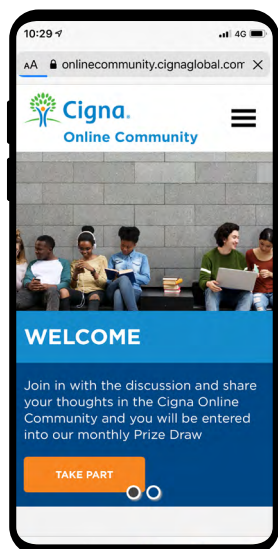 10:29
4G
AA onlinecommunity.cignaglobal.com
Cigna.
Online Community
WELCOME
Join in with the discussion and share
your thoughts in the Cigna Online
Community and you will be entered
into our monthly Prize Draw
TAKE PART